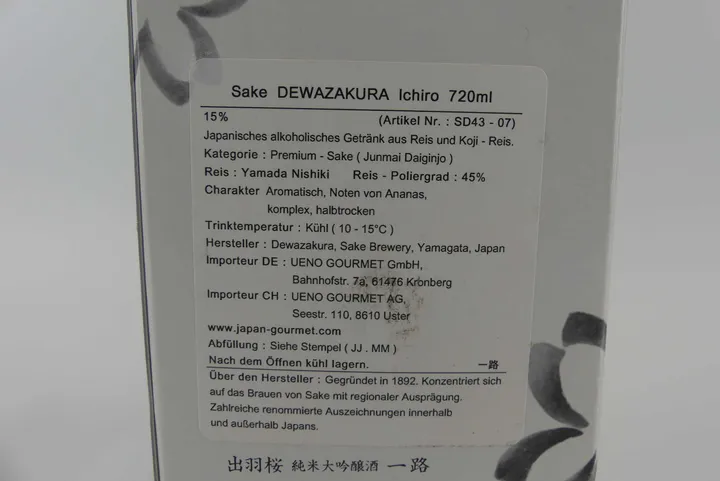 Sake DEWAZAKURA Ichiro 720ml
15% (Artikel Nr. : SD43 - 07)
Japanisches alkoholisches Getränk aus Reis und Koji - Reis.
Kategorie : Premium - Sake ( Junmai Daiginjo )
Reis : Yamada Nishiki Reis - Poliergrad : 45%
Charakter Aromatisch, Noten von Ananas,
komplex, halbtrocken
Trinktemperatur : Kühl ( 10 - 15°C )
Hersteller : Dewazakura, Sake Brewery, Yamagata, Japan
Importeur DE : UENO GOURMET GmbH,
Bahnhofstr. 7a, 61476 Kronberg
Importeur CH : UENO GOURMET AG,
Seestr. 110, 8610 Uster
www.japan-gourmet.com
Abfüllung : Siehe Stempel ( JJ . MM )
Nach dem Öffnen kühl lagern. 一路
Über den Hersteller : Gegründet in 1892. Konzentriert sich
auf das Brauen von Sake mit regionaler Ausprägung.
Zahlreiche renommierte Auszeichnungen innerhalb
und außerhalb Japans.
出羽桜 純米大吟醸酒 一路